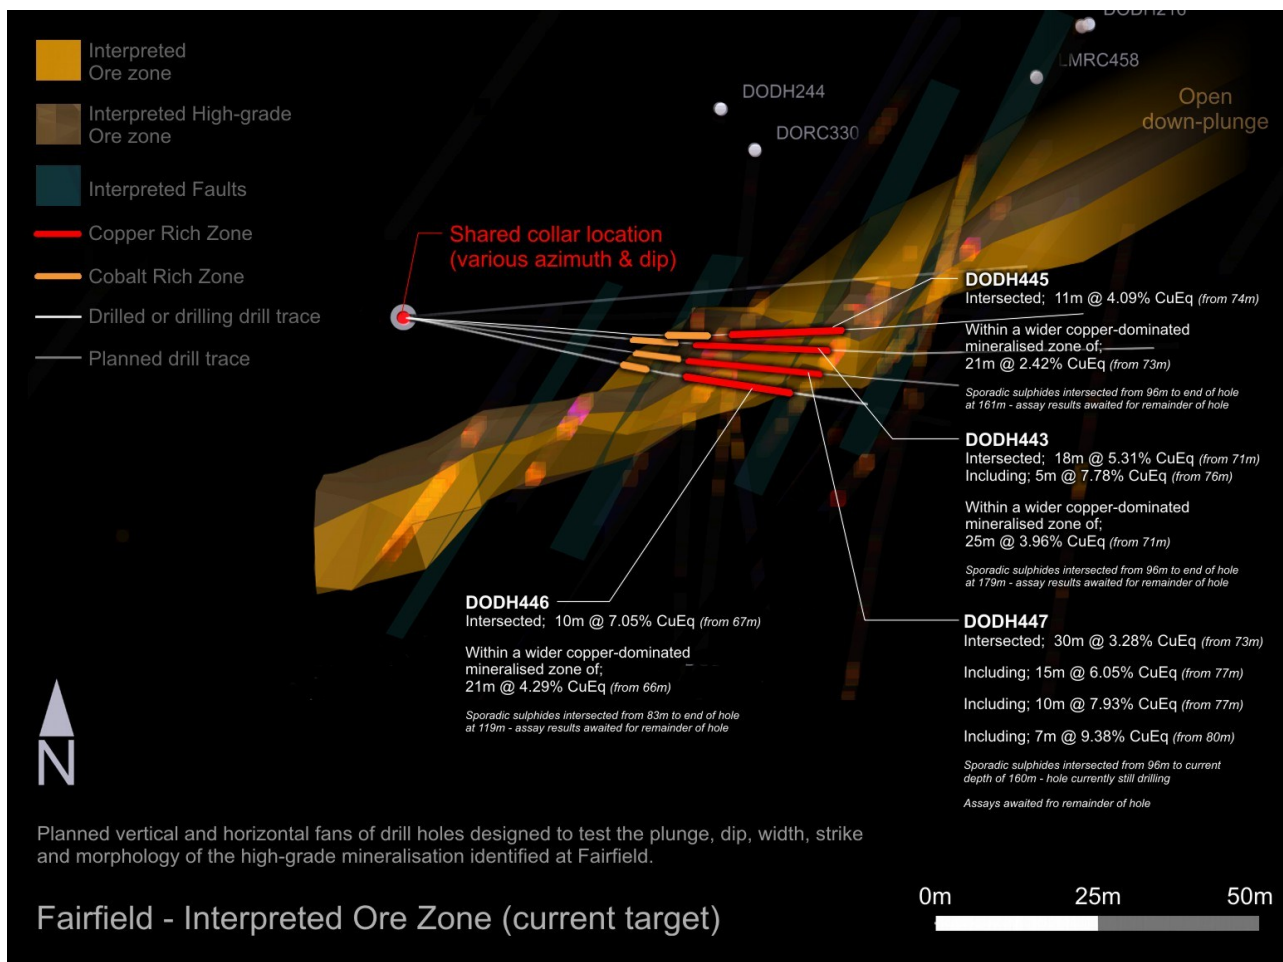 DODH216
LMRC458
DODH244
DORC330
Open
down-plunge
Interpreted
Ore zone
Interpreted High-grade
Ore zone
Interpreted Faults
Copper Rich Zone
Cobalt Rich Zone
Drilled or drilling drill trace
Planned drill trace
Shared collar location
(various azimuth & dip)
DODH445
Intersected;  11m @ 4.09% CuEq (from 74m)
Within a wider copper-dominated
mineralised zone of;
21m @ 2.42% CuEq (from 73m)
Sporadic sulphides intersected from 96m to end of hole
at 161m - assay results awaited for remainder of hole
DODH443
Intersected;  18m @ 5.31% CuEq (from 71m)
Including; 5m @ 7.78% CuEq (from 76m)
Within a wider copper-dominated
mineralised zone of;
25m @ 3.96% CuEq (from 71m)
Sporadic sulphides intersected from 96m to end of hole
at 179m - assay results awaited for remainder of hole
DODH446
Intersected;  10m @ 7.05% CuEq (from 67m)
Within a wider copper-dominated
mineralised zone of;
21m @ 4.29% CuEq (from 66m)
Sporadic sulphides intersected from 83m to end of hole
at 119m - assay results awaited for remainder of hole
DODH447
Intersected;  30m @ 3.28% CuEq (from 73m)
Including; 15m @ 6.05% CuEq (from 77m)
Including; 10m @ 7.93% CuEq (from 77m)
Including; 7m @ 9.38% CuEq (from 80m)
Sporadic sulphides intersected from 96m to current
depth of 160m - hole currently still drilling
Assays awaited fro remainder of hole
N
Planned vertical and horizontal fans of drill holes designed to test the plunge, dip, width, strike
and morphology of the high-grade mineralisation identified at Fairfield.
Fairfield - Interpreted Ore Zone (current target)
0m 25m 50m